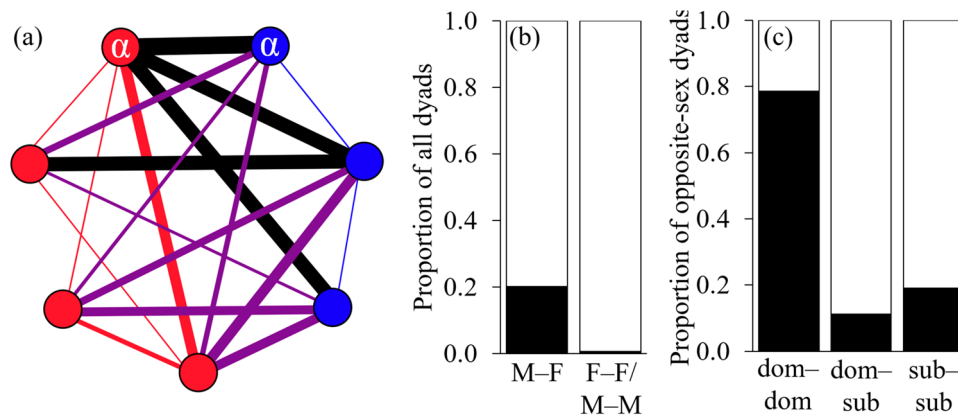 (a)
α
α
Proportion of all dyads
1.0
0.8
0.6
0.4
0.2
0.0
(b)
M–F
F–F/
M–M
Proportion of opposite-sex dyads
1.0
0.8
0.6
0.4
0.2
0.0
(c)
dom–
dom
dom–
sub
sub–
sub